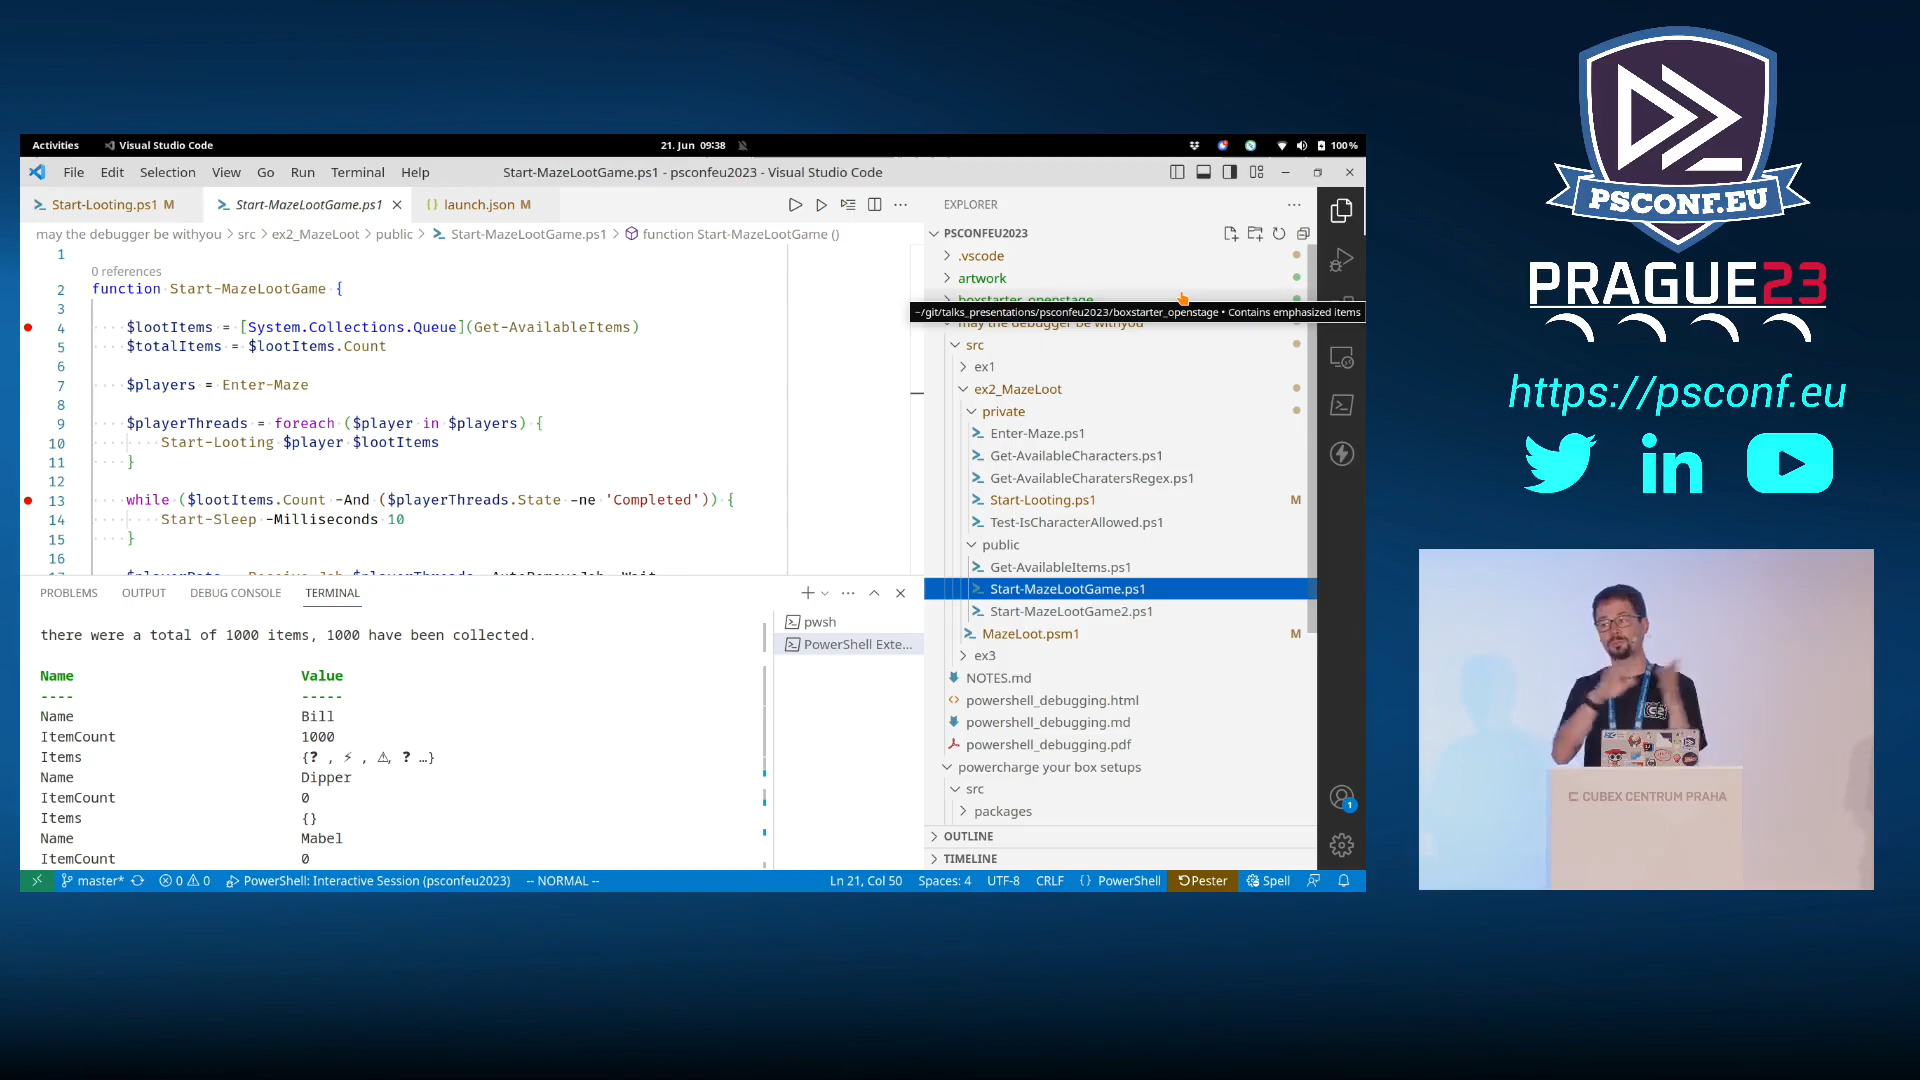 Activities
Visual Studio Code
21. Jun 09:38
100%
File Edit Selection View Go Run Terminal Help
Start-MazeLootGame.ps1 - psconfeu2023 - Visual Studio Code
Start-Looting.ps1 M
Start-MazeLootGame.ps1
launch.json M
may the debugger be withyou > src > ex2_MazeLoot > public > Start-MazeLootGame.ps1 > function Start-MazeLootGame ()
1
0 references
2 function Start-MazeLootGame {
3
4 $lootItems = [System.Collections.Queue](Get-AvailableItems)
5 $totalItems = $lootItems.Count
6
7 $players = Enter-Maze
8
9 $playerThreads = foreach ($player in $players) {
10 Start-Looting $player $lootItems
11 }
12
13 while ($lootItems.Count -And ($playerThreads.State -ne 'Completed')) {
14 Start-Sleep -Milliseconds 10
15 }
16
PROBLEMS OUTPUT DEBUG CONSOLE TERMINAL
there were a total of 1000 items, 1000 have been collected.
Name Value
---- -----
Name Bill
ItemCount 1000
Items {❓ , ⚡ , ⚠, ❓ …}
Name Dipper
ItemCount 0
Items {}
Name Mabel
ItemCount 0
pwsh
PowerShell Exte...
EXPLORER
PSCONFEU2023
.vscode
artwork
boxstarter_openstage
~/git/talks_presentations/psconfeu2023/boxstarter_openstage • Contains emphasized items
may the debugger be withyou
src
ex1
ex2_MazeLoot
private
Enter-Maze.ps1
Get-AvailableCharacters.ps1
Get-AvailableCharatersRegex.ps1
Start-Looting.ps1 M
Test-IsCharacterAllowed.ps1
public
Get-AvailableItems.ps1
Start-MazeLootGame.ps1
Start-MazeLootGame2.ps1
MazeLoot.psm1 M
ex3
NOTES.md
powershell_debugging.html
powershell_debugging.md
powershell_debugging.pdf
powercharge your box setups
src
packages
OUTLINE
TIMELINE
1
master* 0 0 PowerShell: Interactive Session (psconfeu2023) -- NORMAL --
Ln 21, Col 50 Spaces: 4 UTF-8 CRLF {} PowerShell Pester Spell
PSCONF.EU
PRAGUE23
https://psconf.eu
in
CUBEX CENTRUM PRAHA